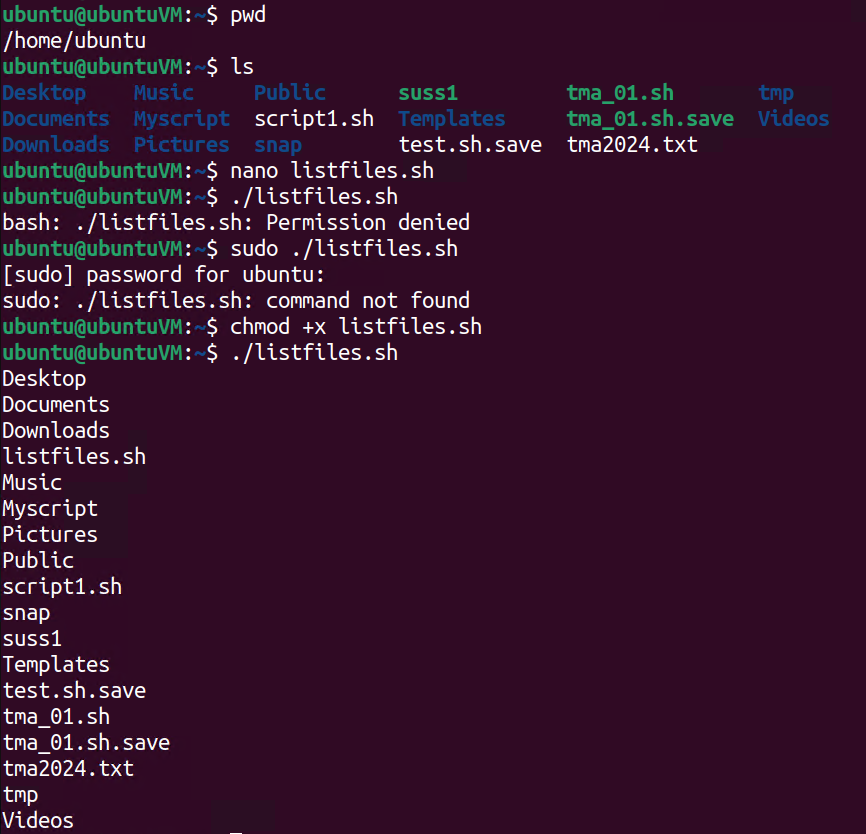 ubuntu@ubuntuVM:~$ pwd
/home/ubuntu
ubuntu@ubuntuVM:~$ ls
Desktop    Music     Public      suss1          tma_01.sh       tmp
Documents  Myscript  script1.sh  Templates      tma_01.sh.save  Videos
Downloads  Pictures  snap        test.sh.save  tma2024.txt
ubuntu@ubuntuVM:~$ nano listfiles.sh
ubuntu@ubuntuVM:~$ ./listfiles.sh
bash: ./listfiles.sh: Permission denied
ubuntu@ubuntuVM:~$ sudo ./listfiles.sh
[sudo] password for ubuntu:
sudo: ./listfiles.sh: command not found
ubuntu@ubuntuVM:~$ chmod +x listfiles.sh
ubuntu@ubuntuVM:~$ ./listfiles.sh
Desktop
Documents
Downloads
listfiles.sh
Music
Myscript
Pictures
Public
script1.sh
snap
suss1
Templates
test.sh.save
tma_01.sh
tma_01.sh.save
tma2024.txt
tmp
Videos